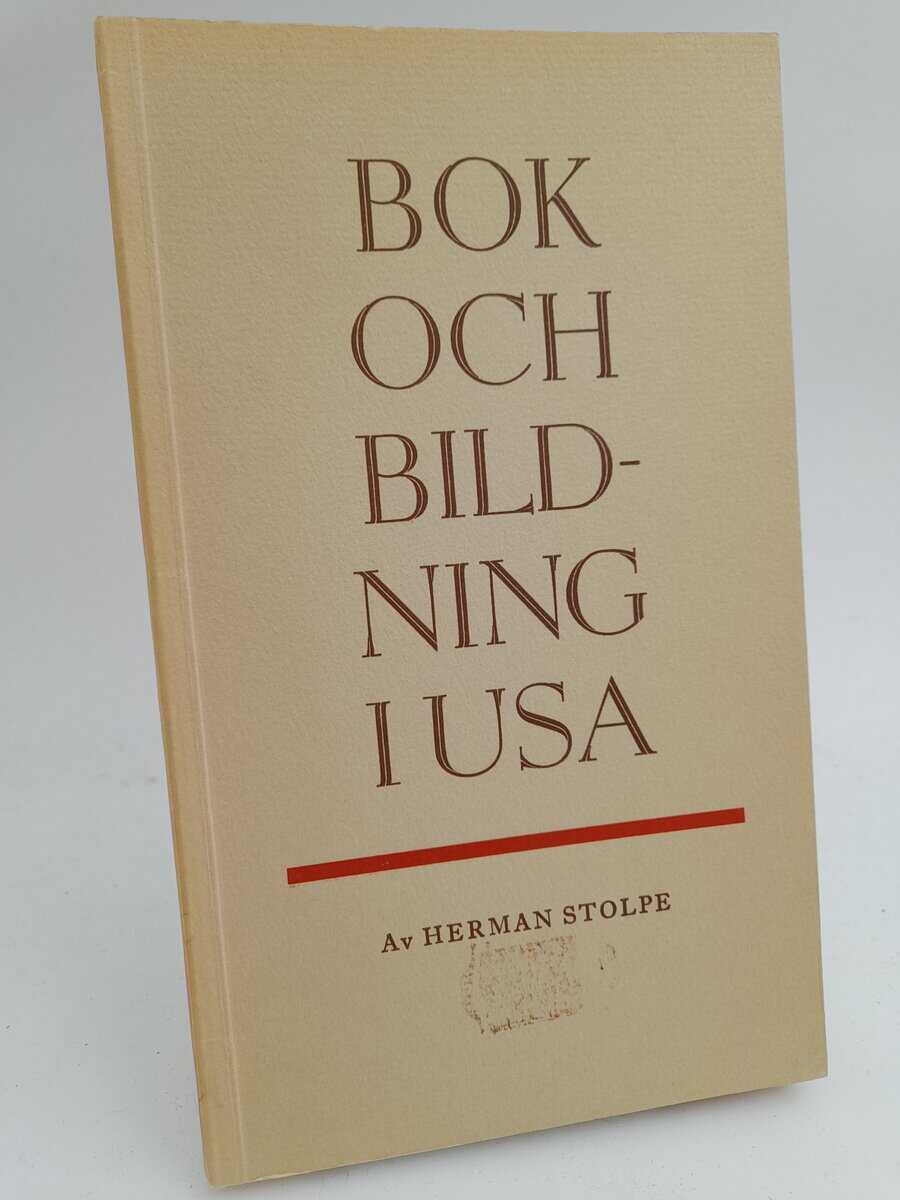 BOK
OCH
BILD-
NING
I USA
Av HERMAN STOLPE